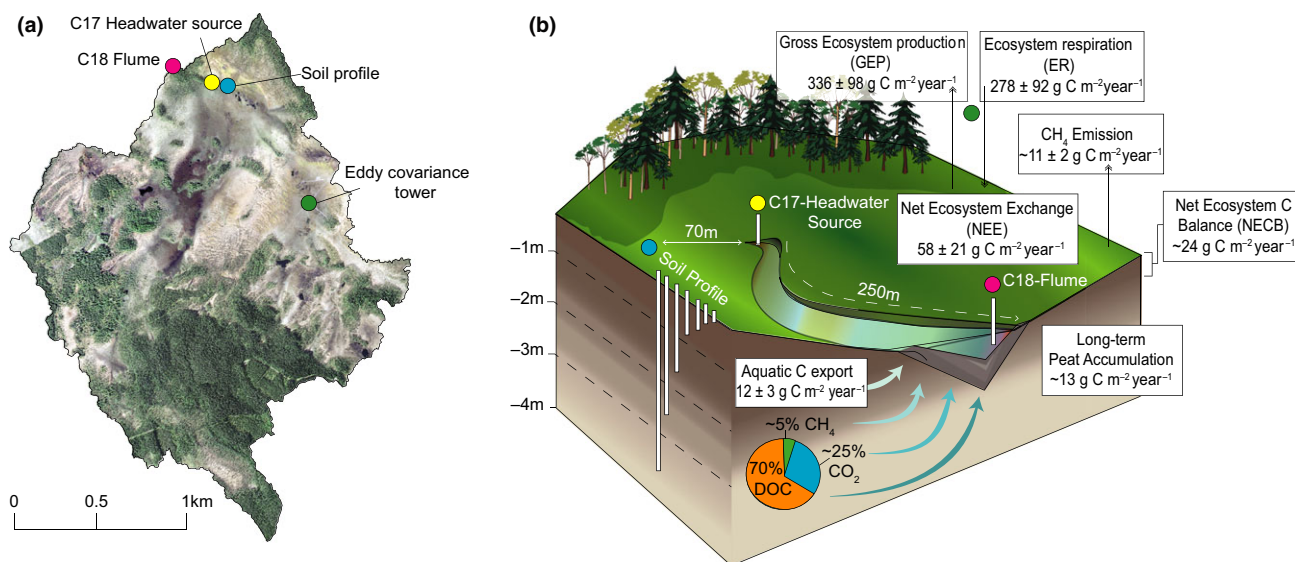 (a)
C17 Headwater source
C18 Flume
Soil profile
Eddy covariance
tower
0 0.5 1km
(b)
Gross Ecosystem production
(GEP)
336 ± 98 g C m⁻² year⁻¹
Ecosystem respiration
(ER)
278 ± 92 g C m⁻² year⁻¹
CH₄ Emission
~11 ± 2 g C m⁻² year⁻¹
Net Ecosystem C
Balance (NECB)
~24 g C m⁻² year⁻¹
C17-Headwater
Source
Net Ecosystem Exchange
(NEE)
58 ± 21 g C m⁻² year⁻¹
70m
Soil Profile
C18-Flume
250m
–1m
–2m
–3m
–4m
Long-term
Peat Accumulation
~13 g C m⁻² year⁻¹
Aquatic C export
12 ± 3 g C m⁻² year⁻¹
~5% CH₄
~25%
CO₂
70%
DOC